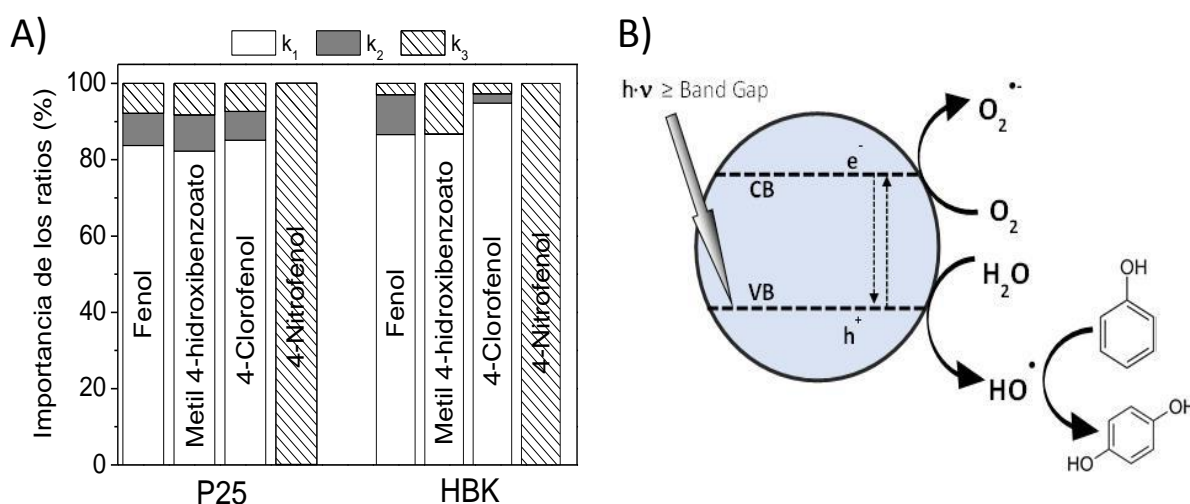 A)
k₁ k₂ k₃
Importancia de los ratios (%)
100
80
60
40
20
0
Fenol
Metil 4-hidroxibenzoato
4-Clorofenol
4-Nitrofenol
Fenol
Metil 4-hidroxibenzoato
4-Clorofenol
4-Nitrofenol
P25
HBK
B)
h·ν ≥ Band Gap
O₂•-
e-
CB
O₂
H₂O
VB
h+
HO•
OH
OH
HO